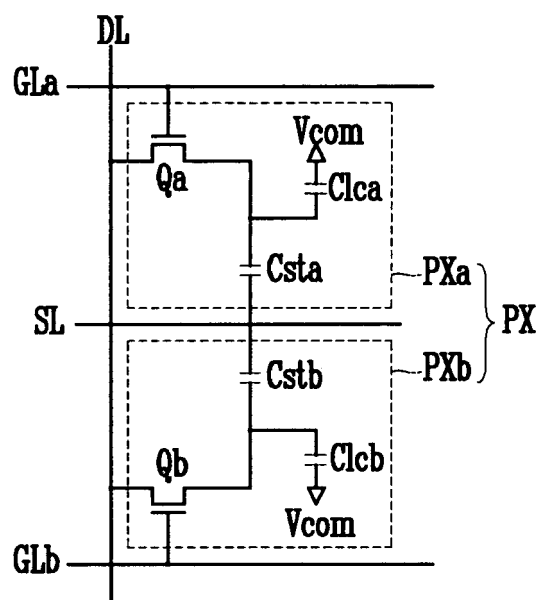 DL
GLa
Vcom
Qa
Clca
Csta
PXa
SL
PX
Cstb
PXb
Qb
Clcb
Vcom
GLb